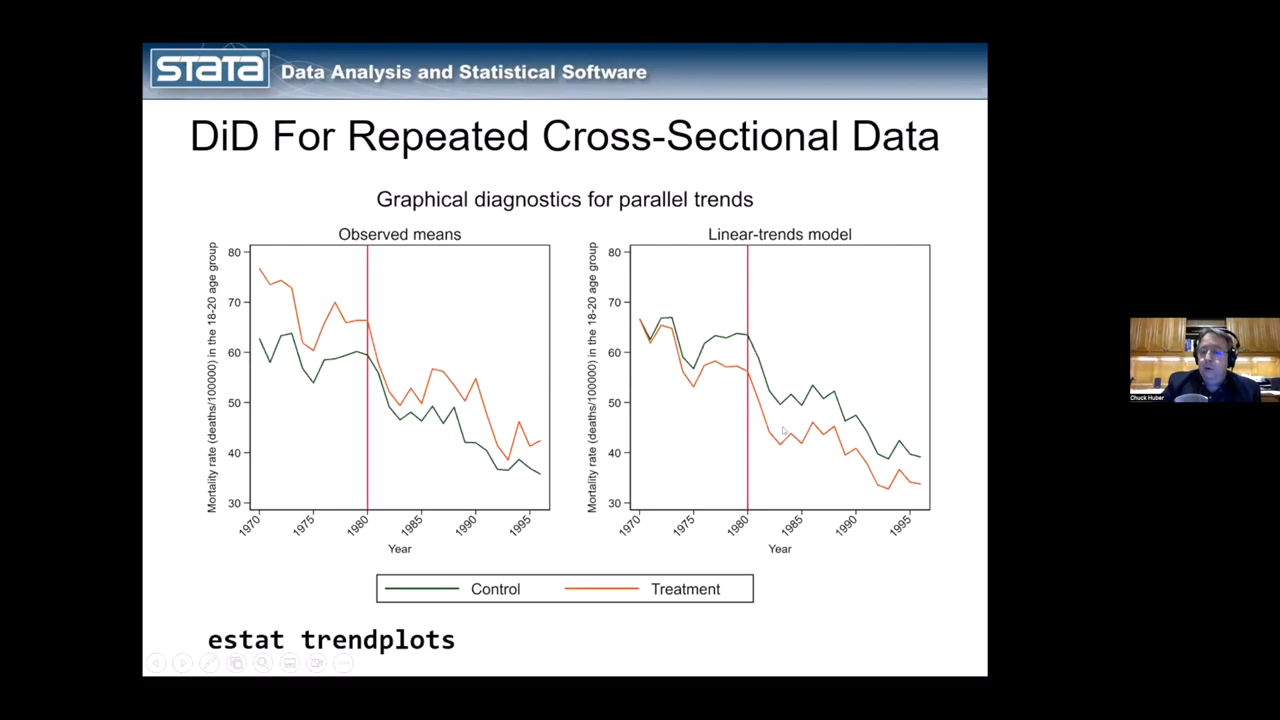 stata
Data Analysis and Statistical Software
DiD For Repeated Cross-Sectional Data
Graphical diagnostics for parallel trends
Observed means
Mortality rate (deaths/100000) in the 18-20 age group
80
70
60
50
40
30
1970
1975
1980
1985
1990
1995
Year
Linear-trends model
Mortality rate (deaths/100000) in the 18-20 age group
80
70
60
50
40
30
1970
1975
1980
1985
1990
1995
Year
Control
Treatment
estat trendplots
Chuck Huber